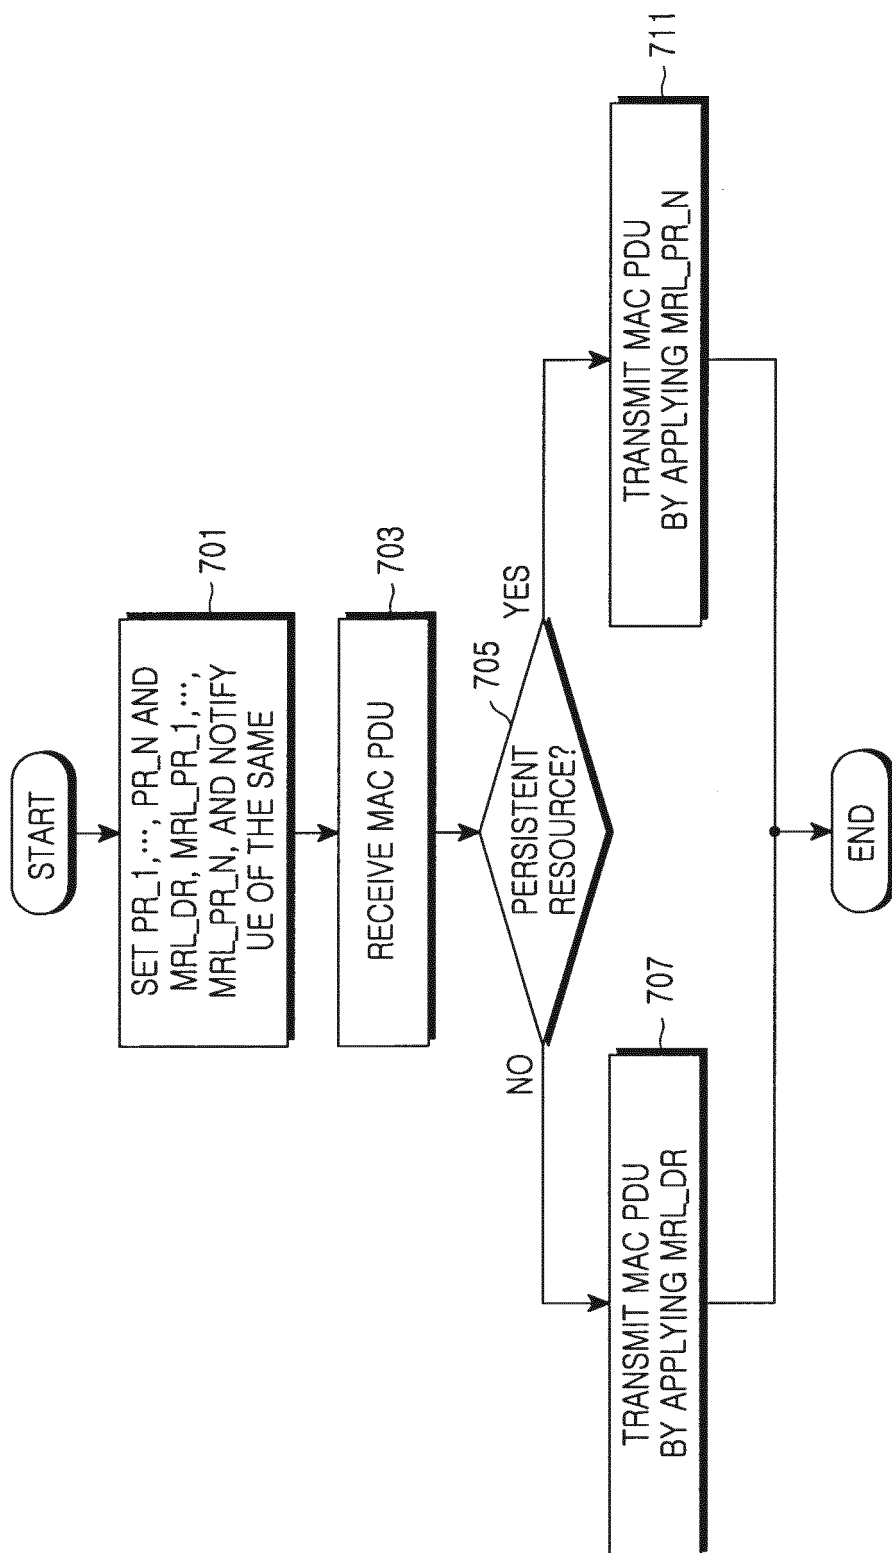 START
SET PR_1,···, PR_N AND
MRL_DR, MRL_PR_1,···,
MRL_PR_N, AND NOTIFY
UE OF THE SAME
701
RECEIVE MAC PDU
703
PERSISTENT
RESOURCE?
705
NO
YES
TRANSMIT MAC PDU
BY APPLYING MRL_DR
707
TRANSMIT MAC PDU
BY APPLYING MRL_PR_N
711
END